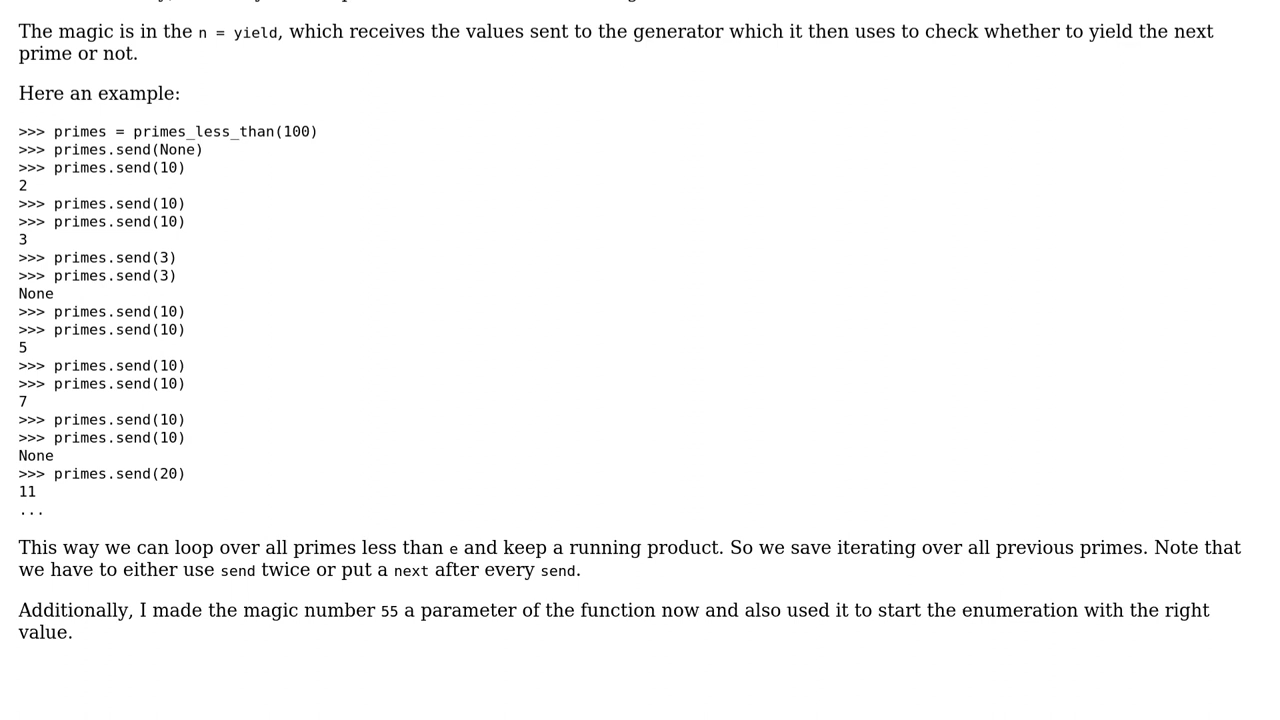 The magic is in the n = yield, which receives the values sent to the generator which it then uses to check whether to yield the next
prime or not.
Here an example:
>>> primes = primes_less_than(100)
>>> primes.send(None)
>>> primes.send(10)
2
>>> primes.send(10)
>>> primes.send(10)
3
>>> primes.send(3)
>>> primes.send(3)
None
>>> primes.send(10)
>>> primes.send(10)
5
>>> primes.send(10)
>>> primes.send(10)
7
>>> primes.send(10)
>>> primes.send(10)
None
>>> primes.send(20)
11
...
This way we can loop over all primes less than e and keep a running product. So we save iterating over all previous primes. Note that
we have to either use send twice or put a next after every send.
Additionally, I made the magic number 55 a parameter of the function now and also used it to start the enumeration with the right
value.